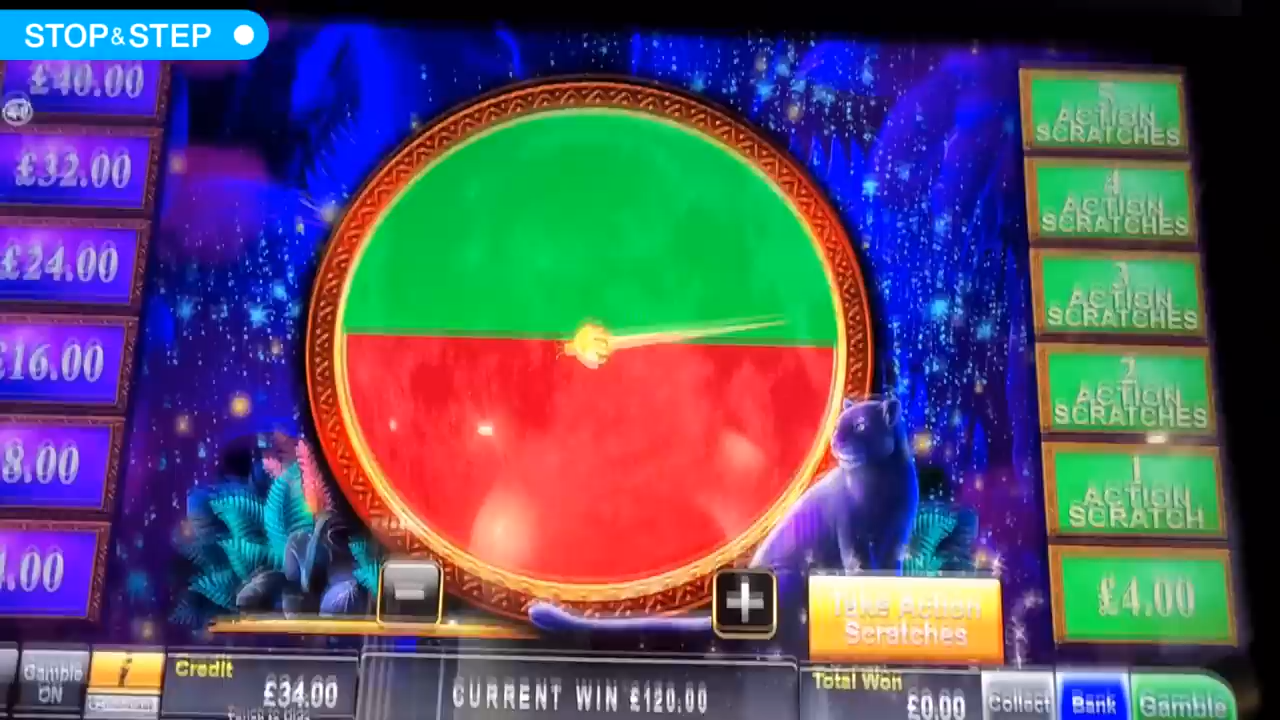 STOP&STEP
£40.00
£32.00
£24.00
£16.00
8.00
.00
5
ACTION
SCRATCHES
4
ACTION
SCRATCHES
3
ACTION
SCRATCHES
2
ACTION
SCRATCHES
1
ACTION
SCRATCH
£4.00
Take Action
Scratches
Gamble
ON
Credit
£34.00
CURRENT WIN £120.00
Total Won
£0.00
Collect
Bank
Gamble